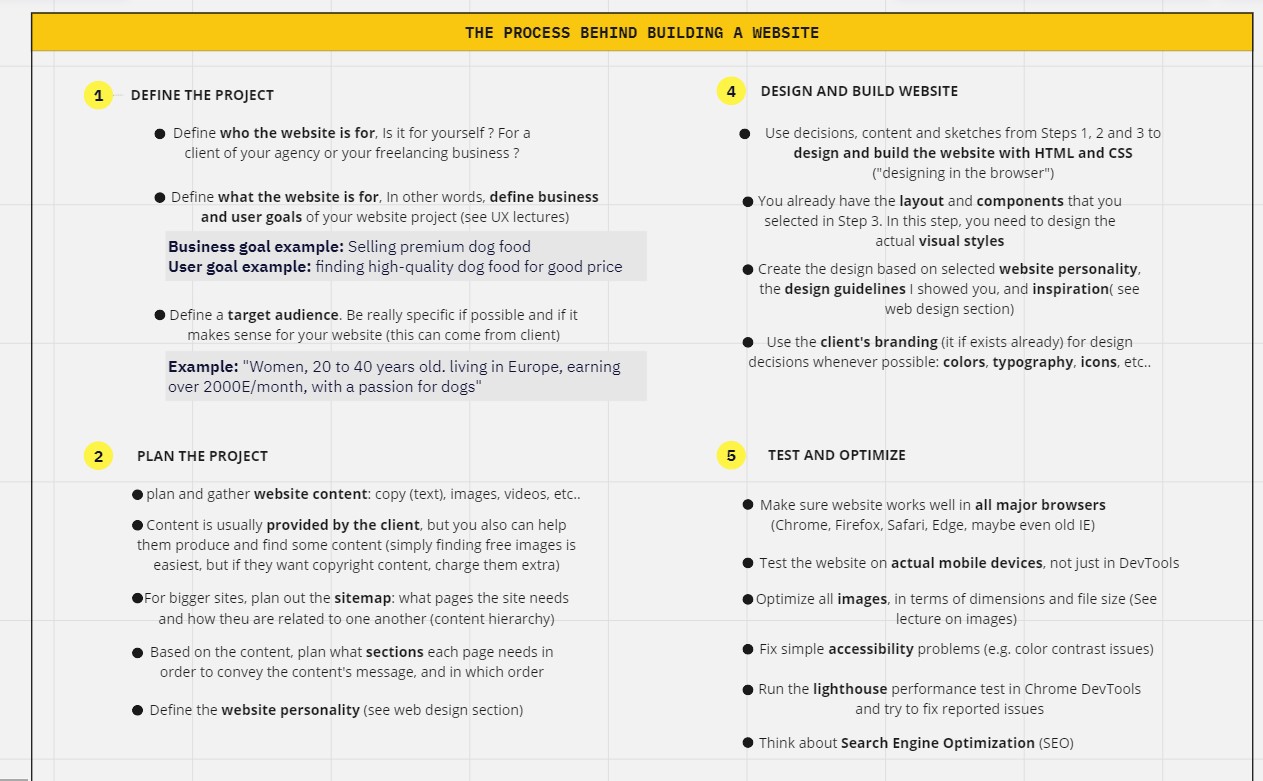 THE PROCESS BEHIND BUILDING A WEBSITE
1 DEFINE THE PROJECT
● Define who the website is for, Is it for yourself ? For a
client of your agency or your freelancing business ?
● Define what the website is for, In other words, define business
and user goals of your website project (see UX lectures)
Business goal example: Selling premium dog food
User goal example: finding high-quality dog food for good price
● Define a target audience. Be really specific if possible and if it
makes sense for your website (this can come from client)
Example: "Women, 20 to 40 years old. living in Europe, earning
over 2000E/month, with a passion for dogs"
2 PLAN THE PROJECT
● plan and gather website content: copy (text), images, videos, etc..
● Content is usually provided by the client, but you also can help
them produce and find some content (simply finding free images is
easiest, but if they want copyright content, charge them extra)
● For bigger sites, plan out the sitemap: what pages the site needs
and how theu are related to one another (content hierarchy)
● Based on the content, plan what sections each page needs in
order to convey the content's message, and in which order
● Define the website personality (see web design section)
4 DESIGN AND BUILD WEBSITE
● Use decisions, content and sketches from Steps 1, 2 and 3 to
design and build the website with HTML and CSS
("designing in the browser")
● You already have the layout and components that you
selected in Step 3. In this step, you need to design the
actual visual styles
● Create the design based on selected website personality,
the design guidelines I showed you, and inspiration( see
web design section)
● Use the client's branding (it if exists already) for design
decisions whenever possible: colors, typography, icons, etc..
5 TEST AND OPTIMIZE
● Make sure website works well in all major browsers
(Chrome, Firefox, Safari, Edge, maybe even old IE)
● Test the website on actual mobile devices, not just in DevTools
● Optimize all images, in terms of dimensions and file size (See
lecture on images)
● Fix simple accessibility problems (e.g. color contrast issues)
● Run the lighthouse performance test in Chrome DevTools
and try to fix reported issues
● Think about Search Engine Optimization (SEO)